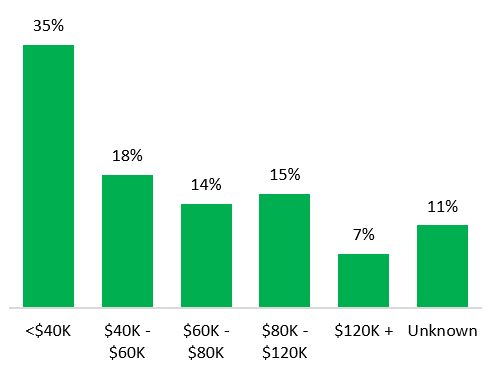 35%
18%
14%
15%
7%
11%
<$40K
$40K -
$60K
$60K -
$80K
$80K -
$120K
$120K +
Unknown